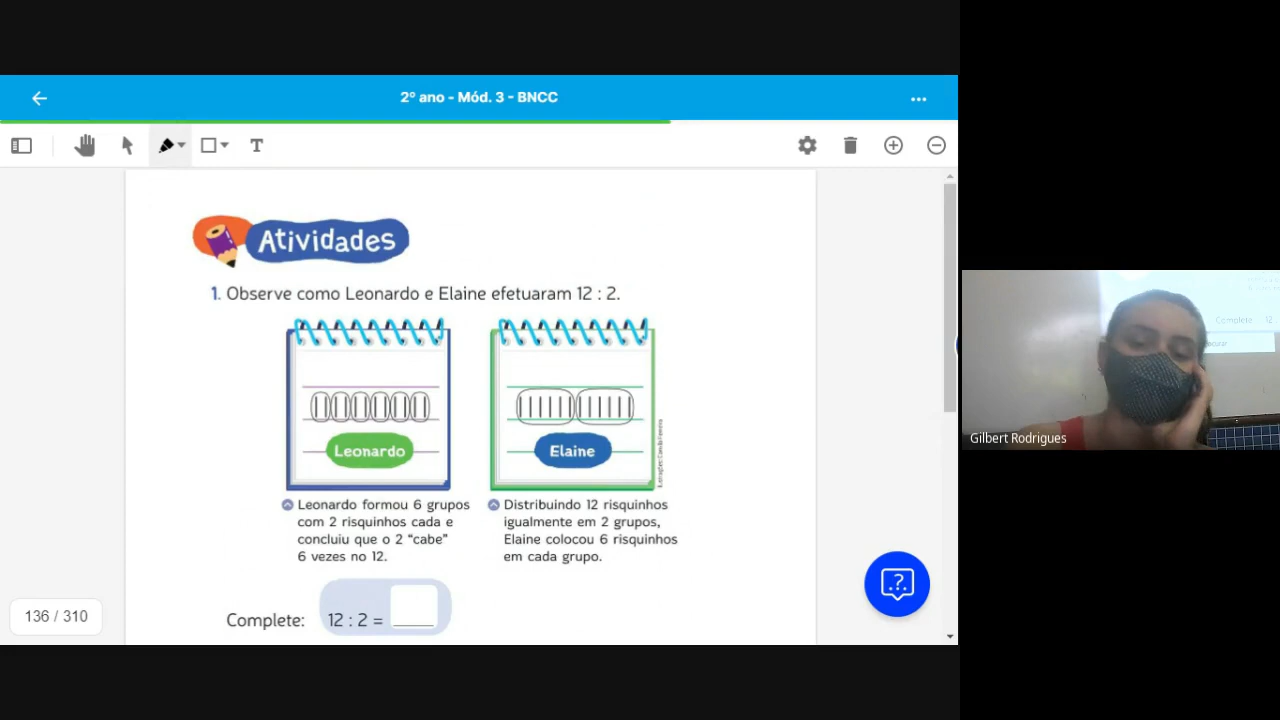 2º ano - Mód. 3 - BNCC
T
Atividades
1. Observe como Leonardo e Elaine efetuaram 12 : 2.
Leonardo
Elaine
Leonardo formou 6 grupos
com 2 risquinhos cada e
concluiu que o 2 “cabe”
6 vezes no 12.
Distribuindo 12 risquinhos
igualmente em 2 grupos,
Elaine colocou 6 risquinhos
em cada grupo.
Complete: 12 : 2 =
136 / 310
?
Complete 12
Gilbert Rodrigues